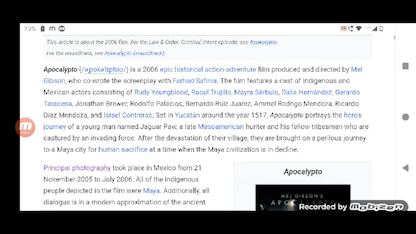 7:25
This article is about the 2006 film. For the Law & Order: Criminal Intent episode, see Apokalypto.
For the soundtrack, see Apocalypto (soundtrack).
Apocalypto (/əpɒkəˈlɪptoʊ/) is a 2006 epic historical action-adventure film produced and directed by Mel
Gibson, who co-wrote the screenplay with Farhad Safinia. The film features a cast of Indigenous and
Mexican actors consisting of Rudy Youngblood, Raoul Trujillo, Mayra Sérbulo, Dalia Hernández, Gerardo
Taracena, Jonathan Brewer, Rodolfo Palacios, Bernardo Ruiz Juarez, Ammel Rodrigo Mendoza, Ricardo
Diaz Mendoza, and Israel Contreras. Set in Yucatán around the year 1517, Apocalypto portrays the hero's
journey of a young man named Jaguar Paw, a late Mesoamerican hunter and his fellow tribesmen who are
captured by an invading force. After the devastation of their village, they are brought on a perilous journey
to a Maya city for human sacrifice at a time when the Maya civilization is in decline.
Principal photography took place in Mexico from 21
November 2005 to July 2006. All of the indigenous
people depicted in the film were Maya. Additionally, all
dialogue is in a modern approximation of the ancient
Apocalypto
MEL GIBSON'S
APOCALYPTO
Recorded by Mobizen